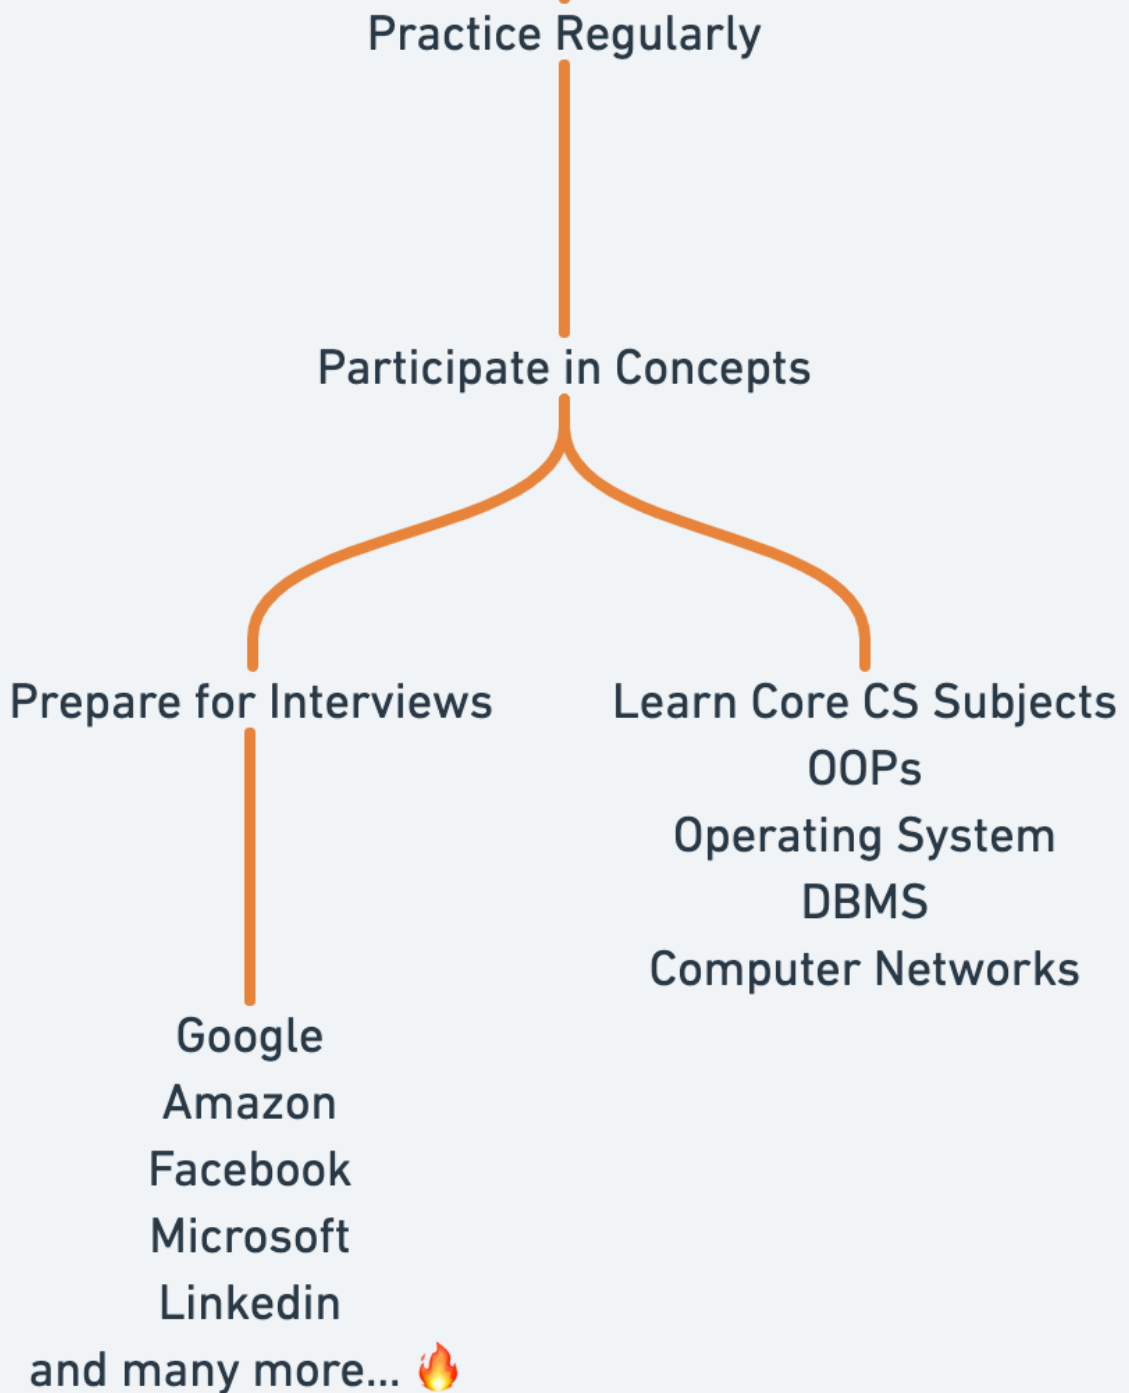 Practice Regularly
Participate in Concepts
Prepare for Interviews
Learn Core CS Subjects
OOPs
Operating System
DBMS
Computer Networks
Google
Amazon
Facebook
Microsoft
Linkedin
and many more... 🔥